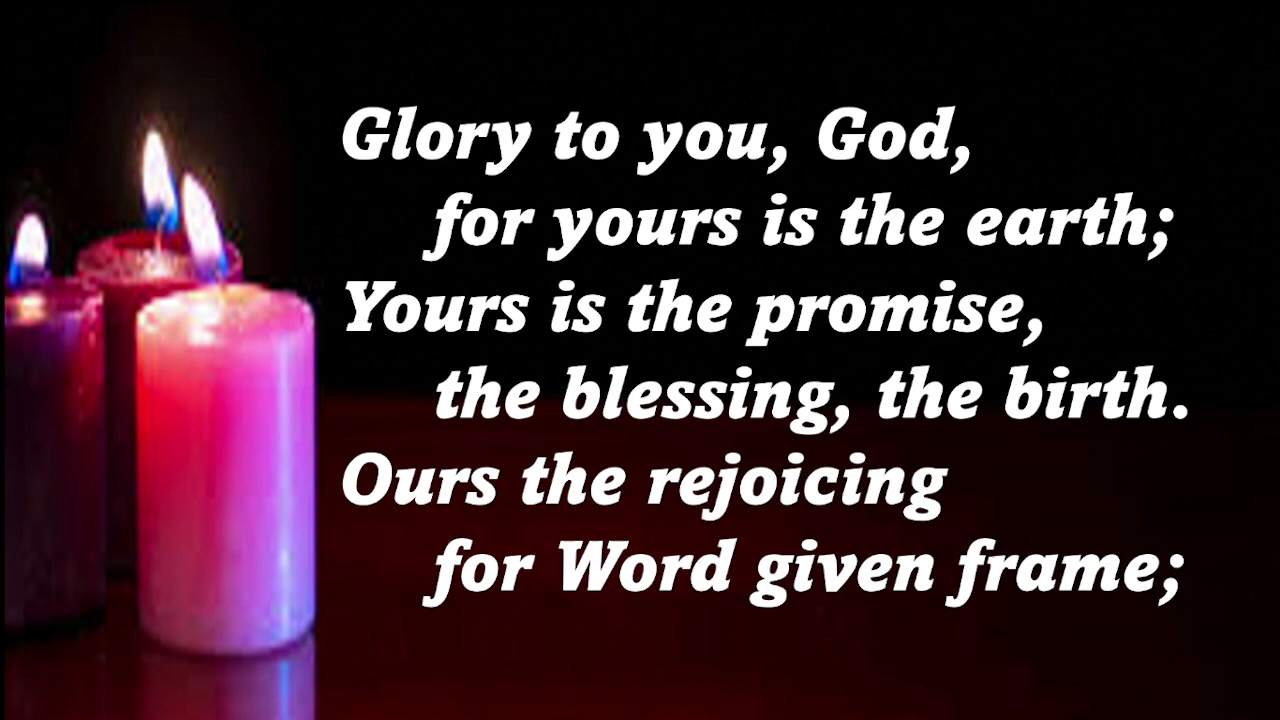 Glory to you, God,
for yours is the earth;
Yours is the promise,
the blessing, the birth.
Ours the rejoicing
for Word given frame;